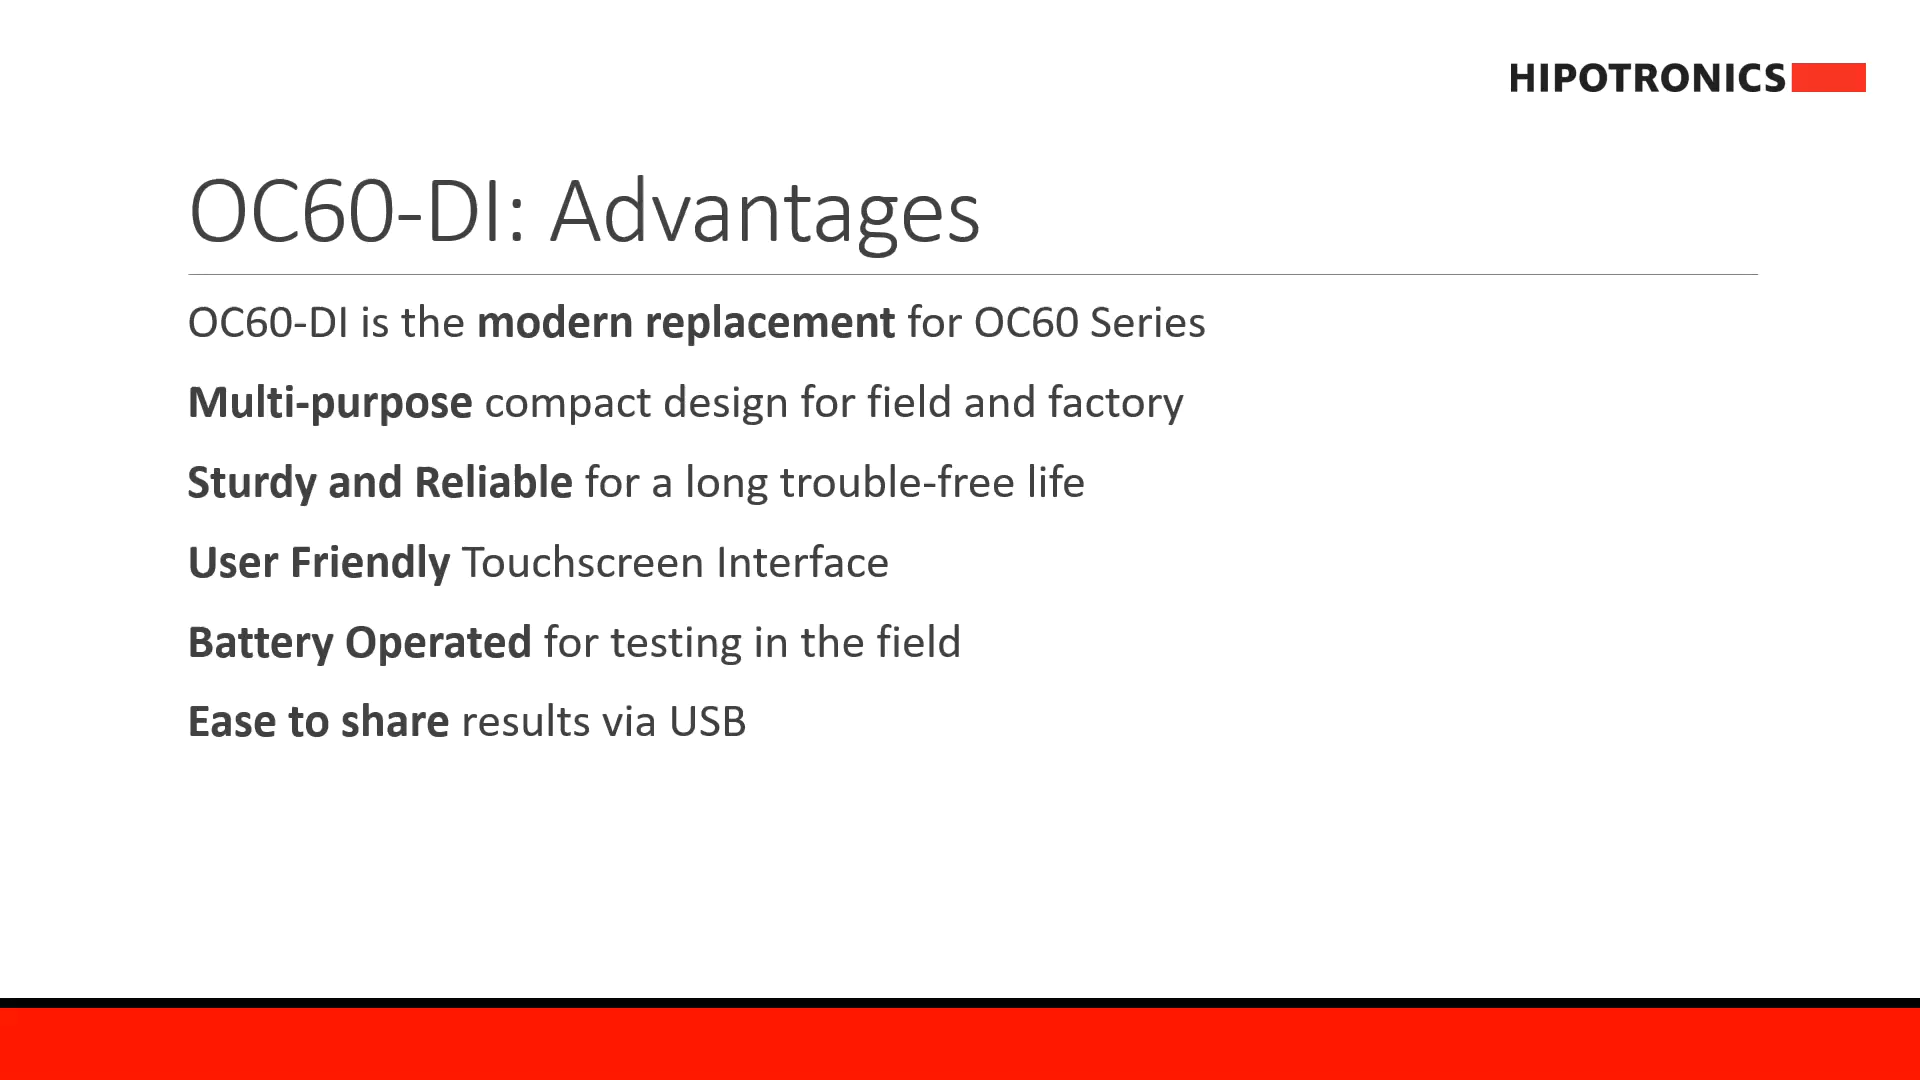 HIPOTRONICS
OC60-DI: Advantages
OC60-DI is the modern replacement for OC60 Series
Multi-purpose compact design for field and factory
Sturdy and Reliable for a long trouble-free life
User Friendly Touchscreen Interface
Battery Operated for testing in the field
Ease to share results via USB